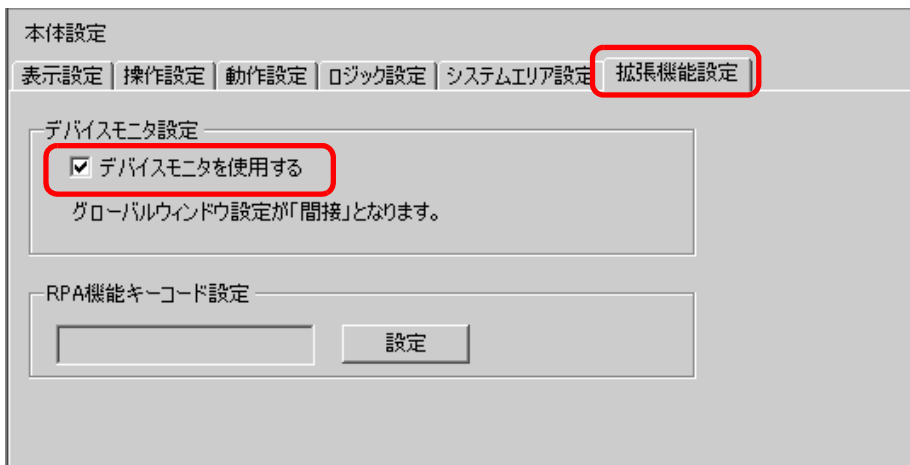 本体設定
表示設定 操作設定 動作設定 ロジック設定 システムエリア設定 拡張機能設定
デバイスモニタ設定
デバイスモニタを使用する
グローバルウィンドウ設定が「間接」となります。
RPA機能キーコード設定
設定